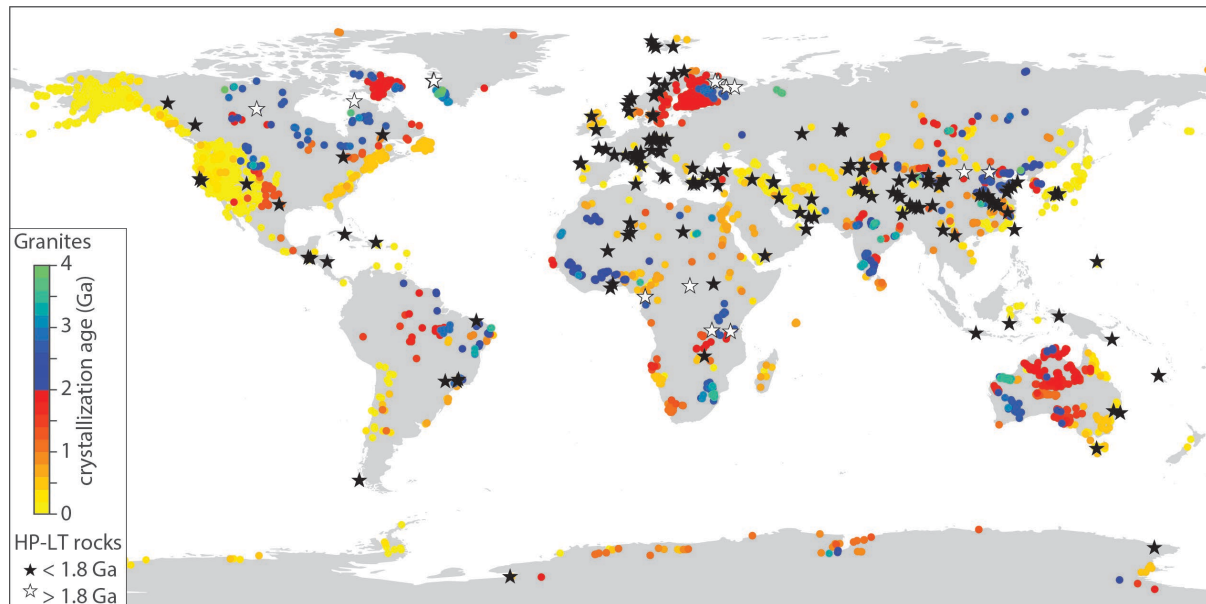 Granites
4
3
2
1
0
crystallization age (Ga)
HP-LT rocks
★ < 1.8 Ga
☆ > 1.8 Ga